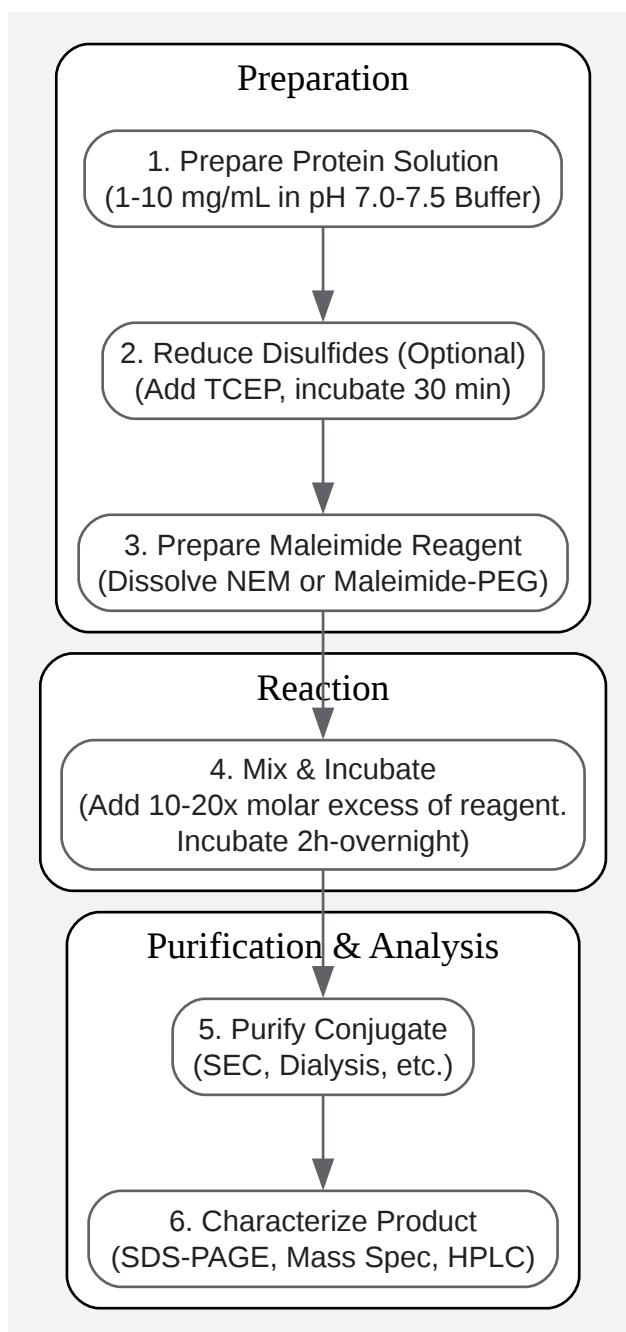 Preparation
1. Prepare Protein Solution
(1-10 mg/mL in pH 7.0-7.5 Buffer)
2. Reduce Disulfides (Optional)
(Add TCEP, incubate 30 min)
3. Prepare Maleimide Reagent
(Dissolve NEM or Maleimide-PEG)
Reaction
4. Mix & Incubate
(Add 10-20x molar excess of reagent.
Incubate 2h-overnight)
Purification & Analysis
5. Purify Conjugate
(SEC, Dialysis, etc.)
6. Characterize Product
(SDS-PAGE, Mass Spec, HPLC)